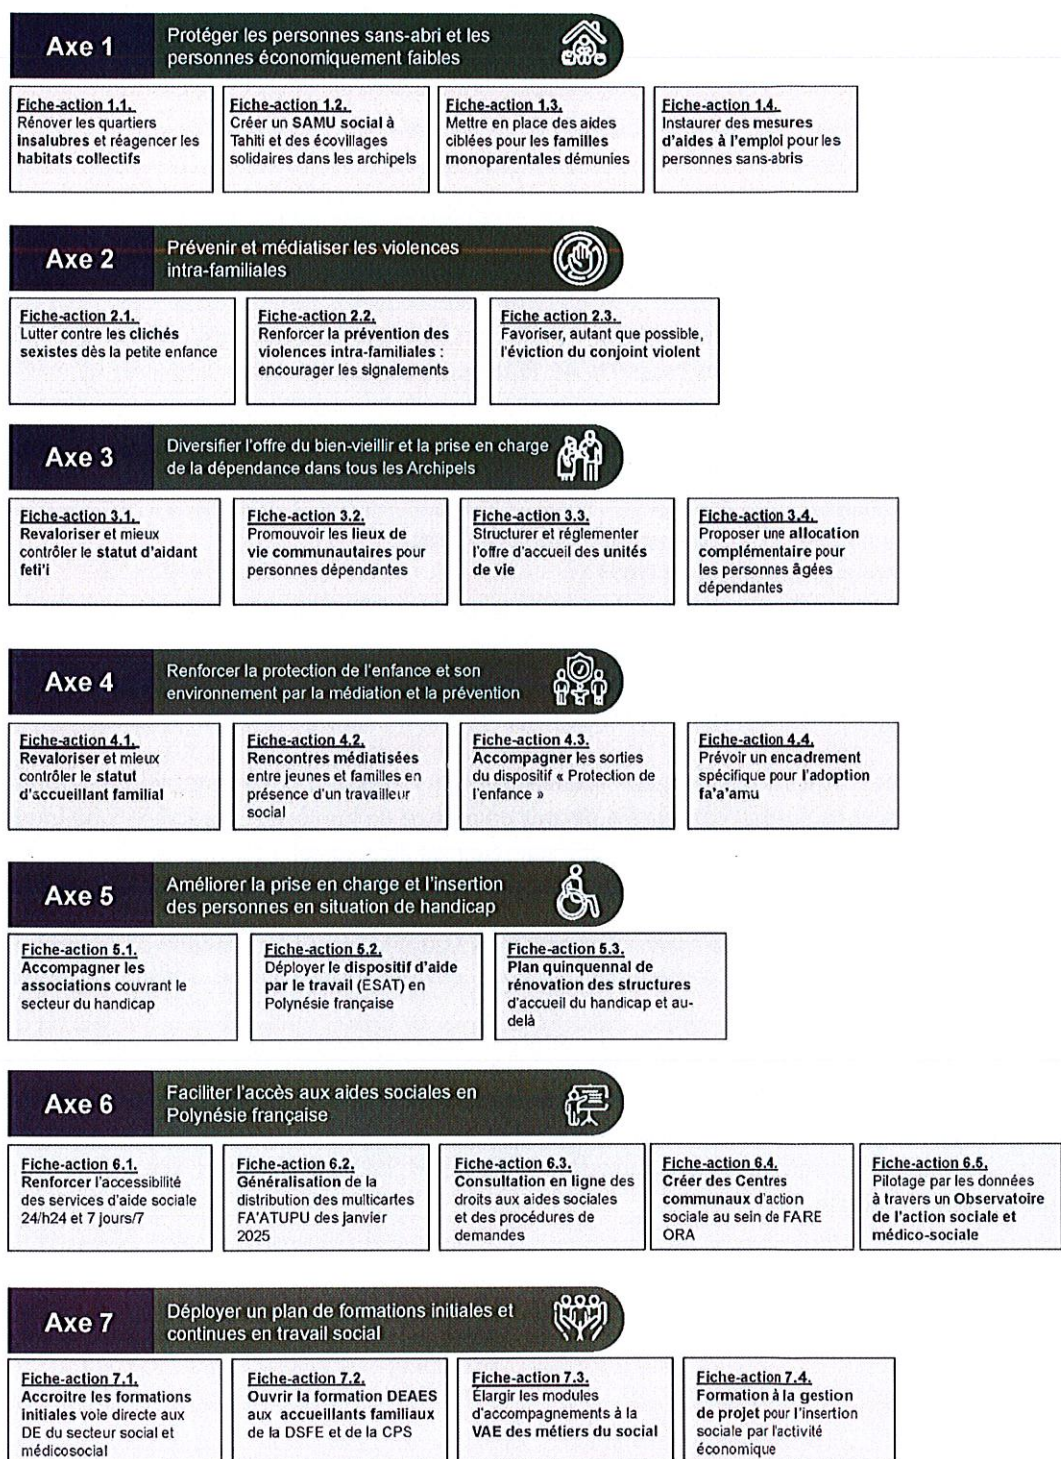 Axe 1
Protéger les personnes sans-abri et les
personnes économiquement faibles
Fiche-action 1.1.
Rénover les quartiers
insalubres et réagencer les
habitats collectifs
Fiche-action 1.2.
Créer un SAMU social à
Tahiti et des écovillages
solidaires dans les archipels
Fiche-action 1.3.
Mettre en place des aides
ciblées pour les familles
monoparentales démunies
Fiche-action 1.4.
Instaurer des mesures
d'aides à l'emploi pour les
personnes sans-abris
Axe 2
Prévenir et médiatiser les violences
intra-familiales
Fiche-action 2.1.
Lutter contre les clichés
sexistes dès la petite enfance
Fiche-action 2.2.
Renforcer la prévention des
violences intra-familiales :
encourager les signalements
Fiche action 2.3.
Favoriser, autant que possible,
l'éviction du conjoint violent
Axe 3
Diversifier l'offre du bien-vieillir et la prise en charge
de la dépendance dans tous les Archipels
Fiche-action 3.1.
Revaloriser et mieux
contrôler le statut d'aidant
feti'i
Fiche-action 3.2.
Promouvoir les lieux de
vie communautaires pour
personnes dépendantes
Fiche-action 3.3.
Structurer et réglementer
l'offre d'accueil des unités
de vie
Fiche-action 3.4.
Proposer une allocation
complémentaire pour
les personnes âgées
dépendantes
Axe 4
Renforcer la protection de l'enfance et son
environnement par la médiation et la prévention
Fiche-action 4.1.
Revaloriser et mieux
contrôler le statut
d'accueillant familial
Fiche-action 4.2.
Rencontres médiatisées
entre jeunes et familles en
présence d'un travailleur
social
Fiche-action 4.3.
Accompagner les sorties
du dispositif « Protection de
l'enfance »
Fiche-action 4.4.
Prévoir un encadrement
spécifique pour l'adoption
fa'a'amu
Axe 5
Améliorer la prise en charge et l'insertion
des personnes en situation de handicap
Fiche-action 5.1.
Accompagner les
associations couvrant le
secteur du handicap
Fiche-action 5.2.
Déployer le dispositif d'aide
par le travail (ESAT) en
Polynésie française
Fiche-action 5.3.
Plan quinquennal de
rénovation des structures
d'accueil du handicap et au-
delà
Axe 6
Faciliter l'accès aux aides sociales en
Polynésie française
Fiche-action 6.1.
Renforcer l'accessibilité
des services d'aide sociale
24/h24 et 7 jours/7
Fiche-action 6.2.
Généralisation de la
distribution des multicartes
FA'ATUPU des janvier
2025
Fiche-action 6.3.
Consultation en ligne des
droits aux aides sociales
et des procédures de
demandes
Fiche-action 6.4.
Créer des Centres
communaux d'action
sociale au sein de FARE
ORA
Fiche-action 6.5.
Pilotage par les données
à travers un Observatoire
de l'action sociale et
médico-sociale
Axe 7
Déployer un plan de formations initiales et
continues en travail social
Fiche-action 7.1.
Accroitre les formations
initiales voie directe aux
DE du secteur social et
médicosocial
Fiche-action 7.2.
Ouvrir la formation DEAES
aux accueillants familiaux
de la DSFE et de la CPS
Fiche-action 7.3.
Élargir les modules
d'accompagnements à la
VAE des métiers du social
Fiche-action 7.4.
Formation à la gestion
de projet pour l'insertion
sociale par l'activité
économique